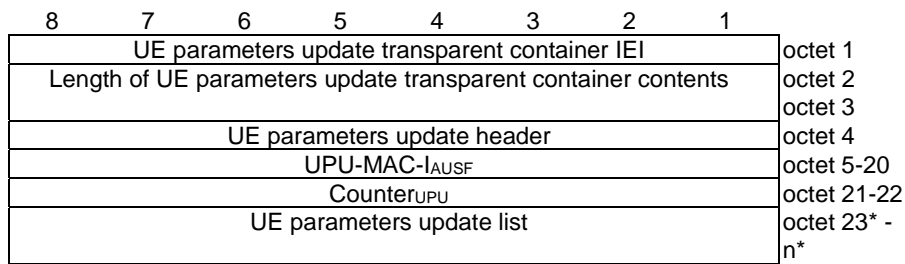 8 7 6 5 4 3 2 1
UE parameters update transparent container IEI octet 1
Length of UE parameters update transparent container contents octet 2
octet 3
UE parameters update header octet 4
UPU-MAC-IAUSF octet 5-20
CounterUPU octet 21-22
UE parameters update list octet 23* -
n*